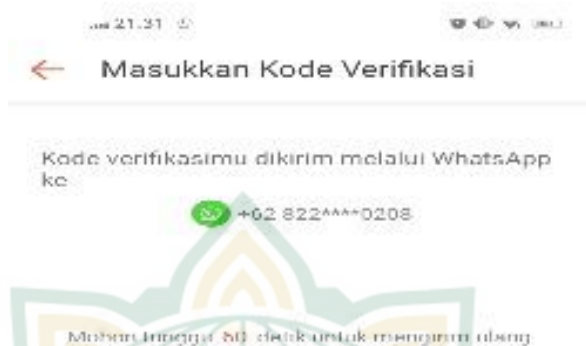 21:31
Masukkan Kode Verifikasi
Kode verifikasimu dikirim melalui WhatsApp
ke
+62 822****0208
Mohon tunggu 60 detik untuk mengirim ulang